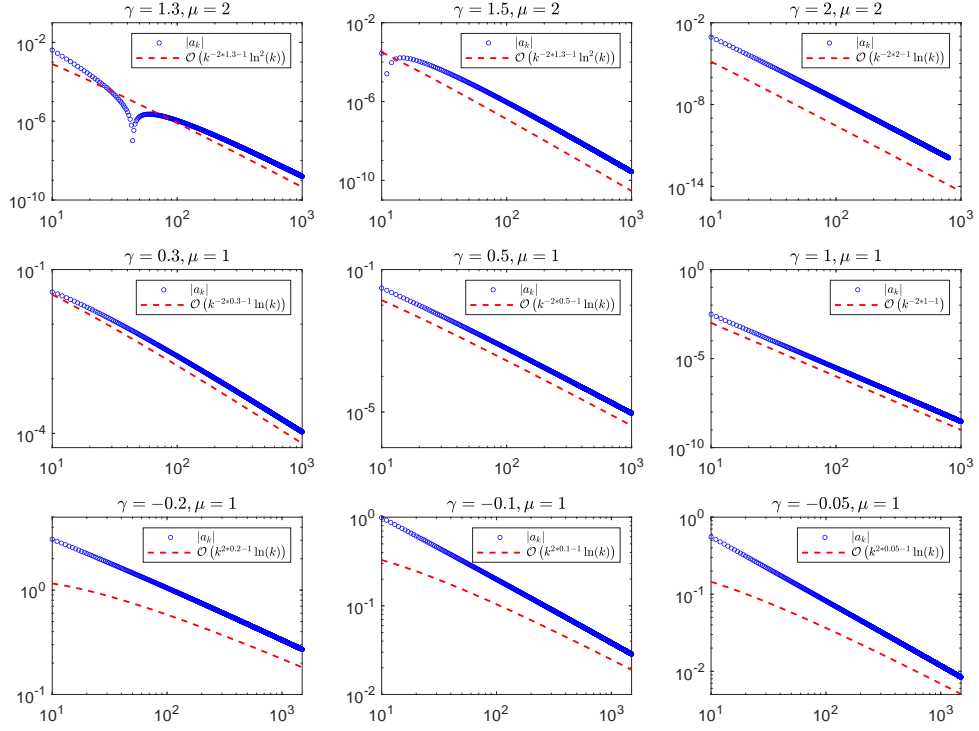 γ = 1.3, μ = 2
10^-2
|a_k|
O(k^{-2*1.3-1} ln^2(k))
10^-6
10^-10
10^1 10^2 10^3
γ = 1.5, μ = 2
10^-2
|a_k|
O(k^{-2*1.3-1} ln^2(k))
10^-6
10^-10
10^1 10^2 10^3
γ = 2, μ = 2
10^-2
|a_k|
O(k^{-2*2-1} ln(k))
10^-8
10^-14
10^1 10^2 10^3
γ = 0.3, μ = 1
10^-1
|a_k|
O(k^{-2*0.3-1} ln(k))
10^-4
10^1 10^2 10^3
γ = 0.5, μ = 1
10^-1
|a_k|
O(k^{-2*0.5-1} ln(k))
10^-5
10^1 10^2 10^3
γ = 1, μ = 1
10^0
|a_k|
O(k^{-2*1-1})
10^-5
10^-10
10^1 10^2 10^3
γ = −0.2, μ = 1
|a_k|
O(k^{2*0.2-1} ln(k))
10^0
10^-1
10^1 10^2 10^3
γ = −0.1, μ = 1
10^0
|a_k|
O(k^{2*0.1-1} ln(k))
10^-1
10^-2
10^1 10^2 10^3
γ = −0.05, μ = 1
10^0
|a_k|
O(k^{2*0.05-1} ln(k))
10^-1
10^-2
10^1 10^2 10^3